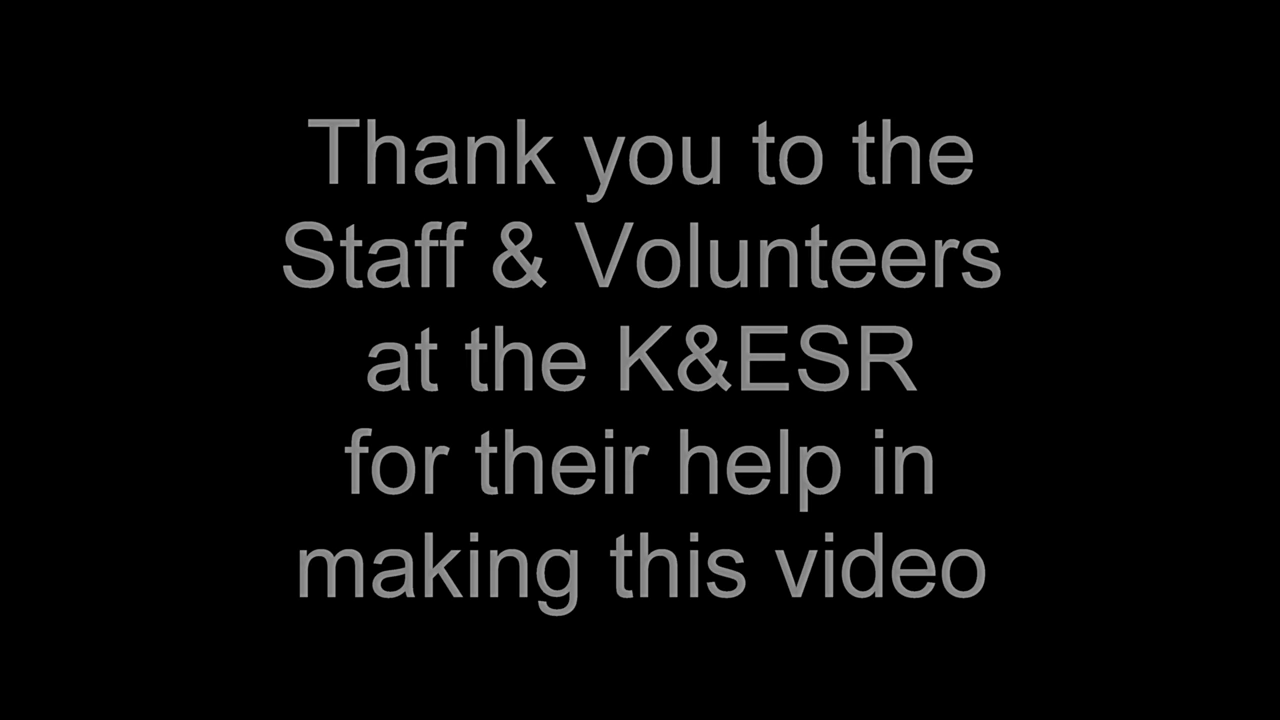 Thank you to the
Staff & Volunteers
at the K&ESR
for their help in
making this video